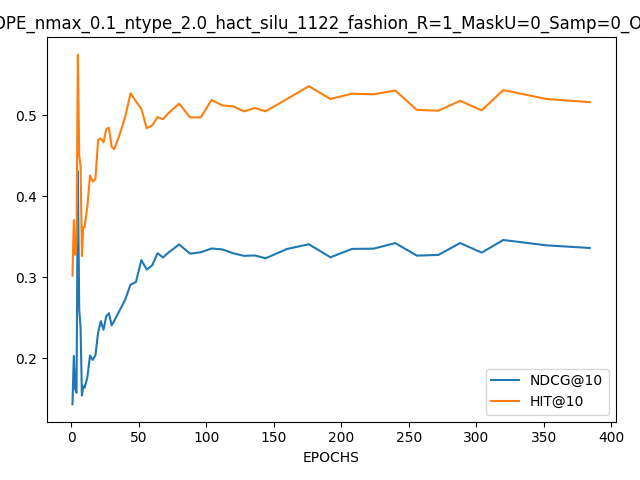 OPE_nmax_0.1_ntype_2.0_hact_silu_1122_fashion_R=1_MaskU=0_Samp=0_O
0.5
0.4
0.3
0.2
NDCG@10
HIT@10
0 50 100 150 200 250 300 350 400
EPOCHS